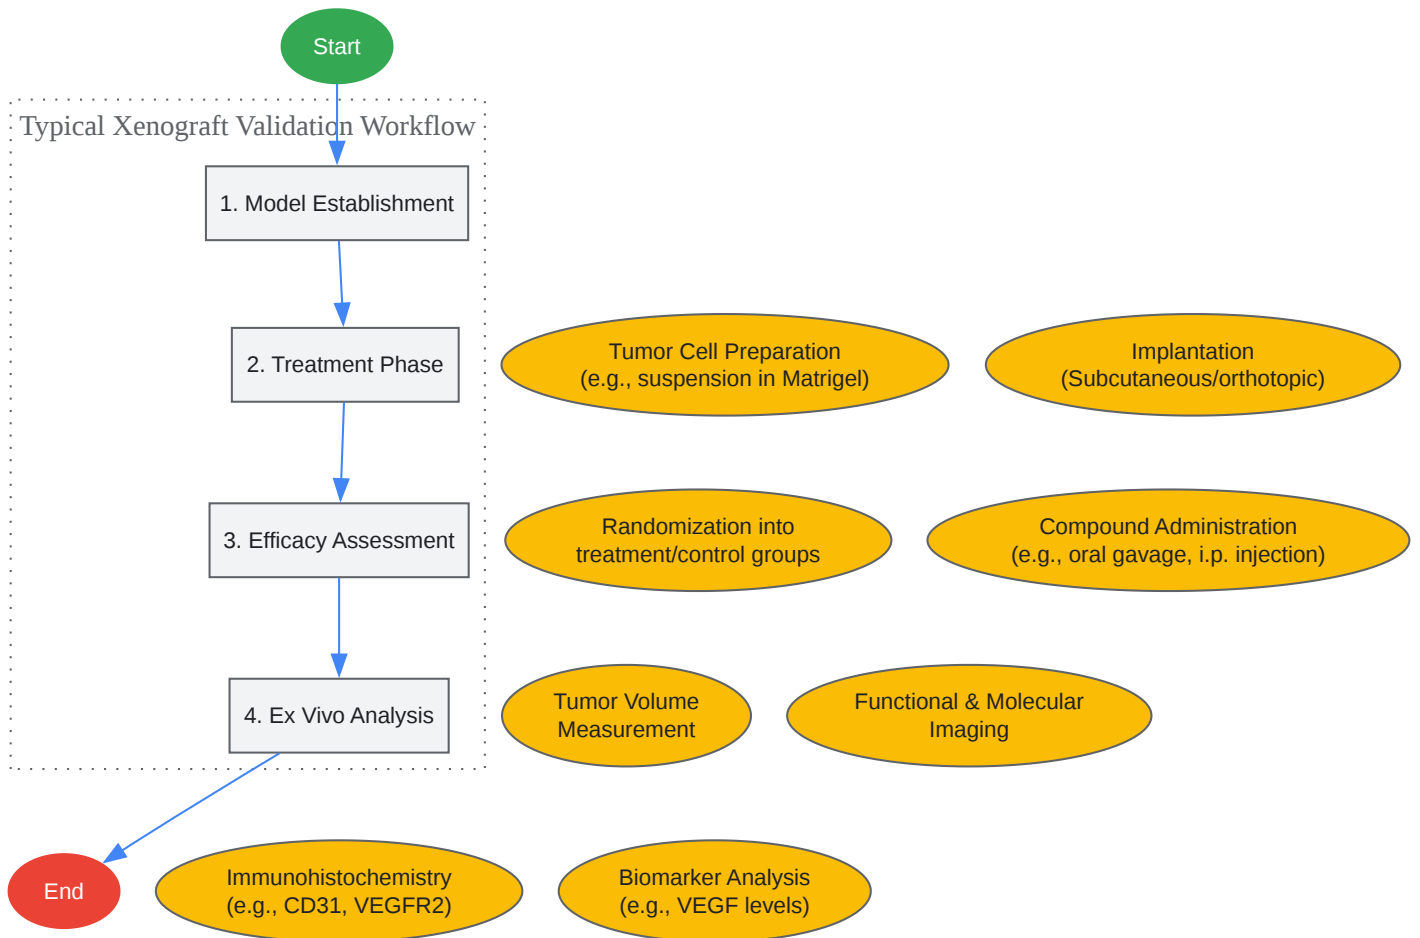 Start
Typical Xenograft Validation Workflow
1. Model Establishment
2. Treatment Phase
Tumor Cell Preparation
(e.g., suspension in Matrigel)
Implantation
(Subcutaneous/orthotopic)
3. Efficacy Assessment
Randomization into
treatment/control groups
Compound Administration
(e.g., oral gavage, i.p. injection)
4. Ex Vivo Analysis
Tumor Volume
Measurement
Functional & Molecular
Imaging
End
Immunohistochemistry
(e.g., CD31, VEGFR2)
Biomarker Analysis
(e.g., VEGF levels)